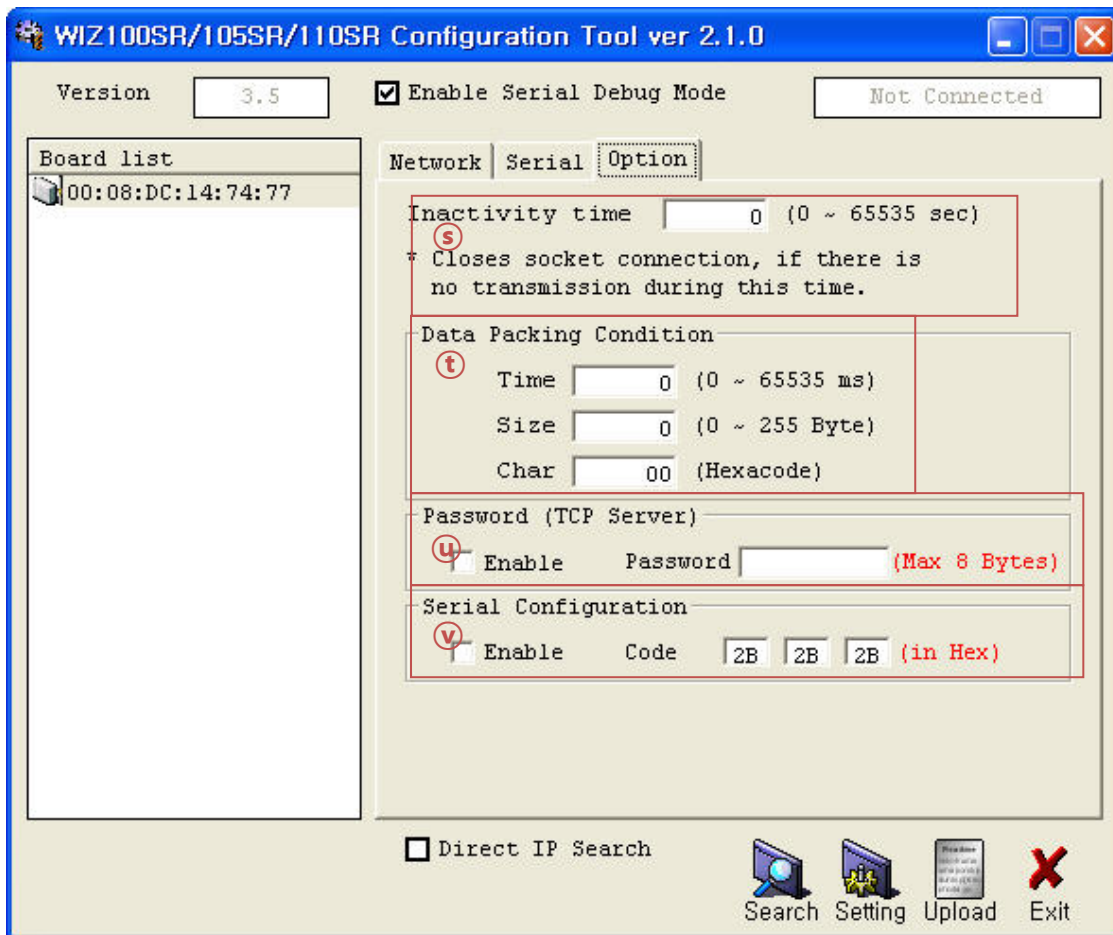 WIZ100SR/105SR/110SR Configuration Tool ver 2.1.0
Version 3.5 Enable Serial Debug Mode Not Connected
Board list
00:08:DC:14:74:77
Network Serial Option
Inactivity time 0 (0 ~ 65535 sec)
ⓢ
* Closes socket connection, if there is
no transmission during this time.
Data Packing Condition
ⓣ
Time 0 (0 ~ 65535 ms)
Size 0 (0 ~ 255 Byte)
Char 00 (Hexacode)
Password (TCP Server)
ⓤ Enable Password (Max 8 Bytes)
Serial Configuration
ⓥ Enable Code 2B 2B 2B (in Hex)
Direct IP Search
Search Setting Upload Exit